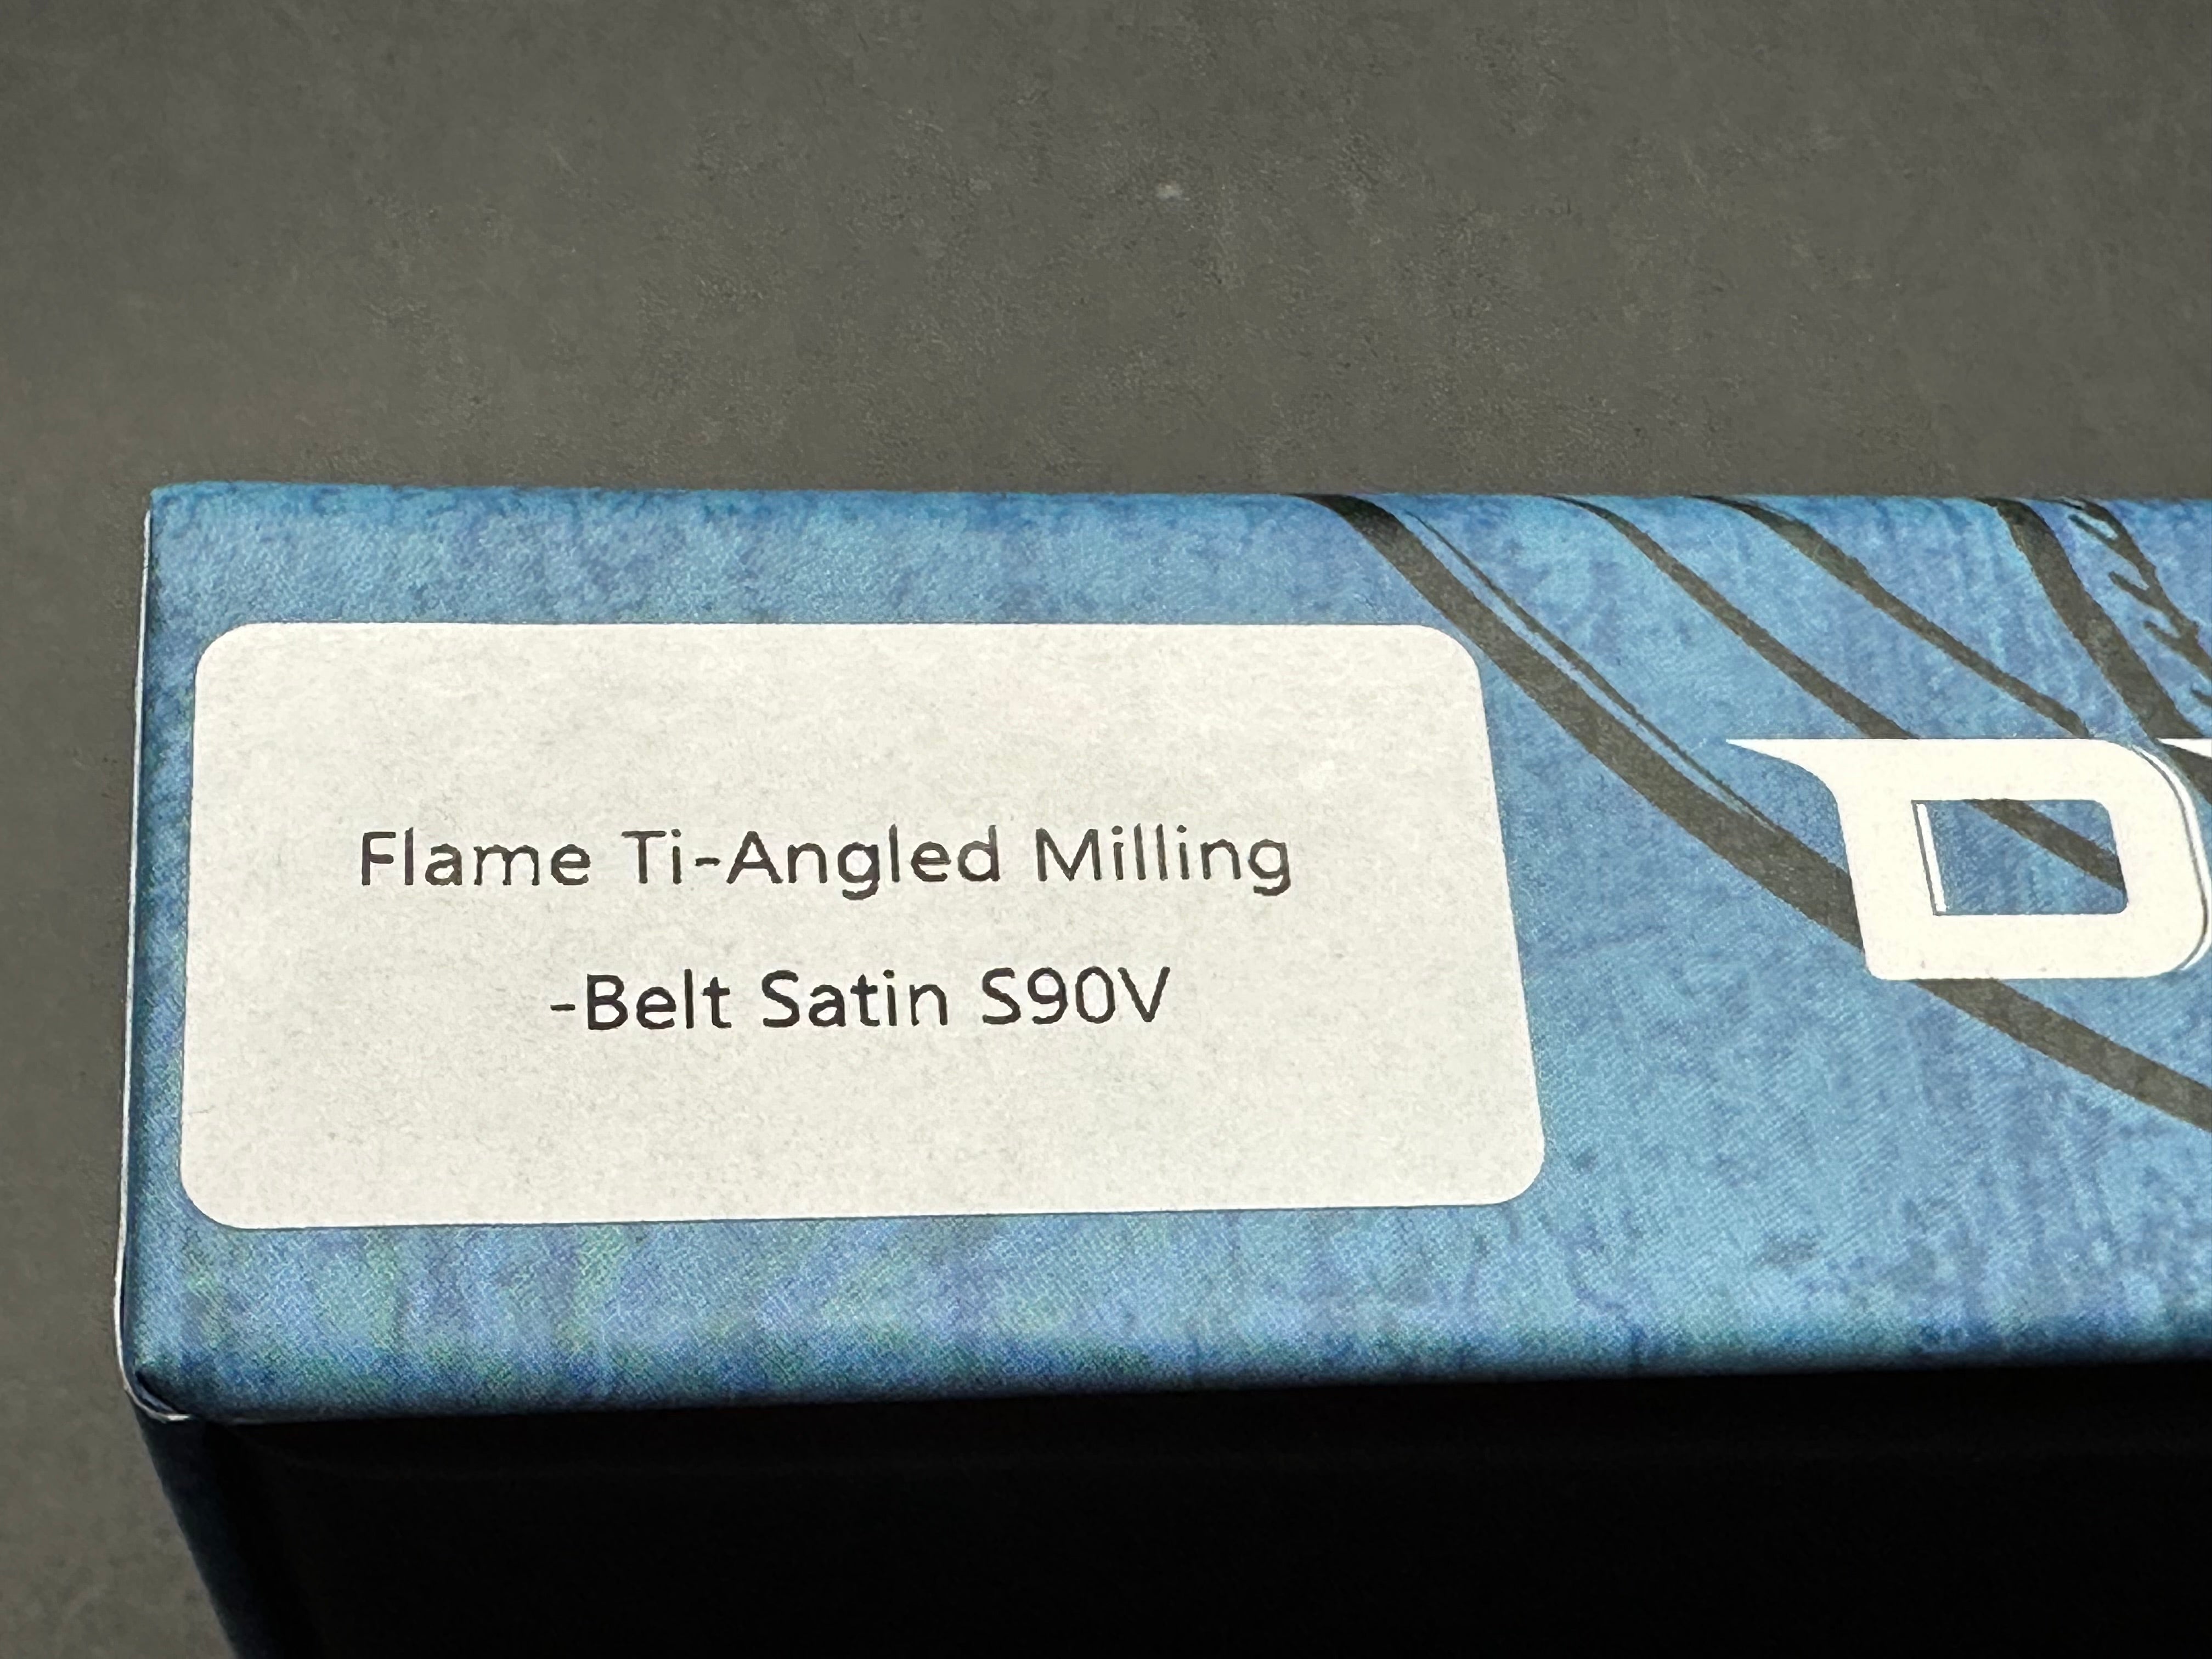 Flame Ti-Angled Milling
-Belt Satin S90V
D